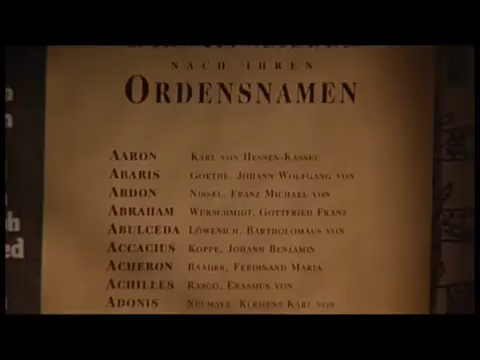 NACH IHREN
ORDENSNAMEN
AARON KARL VON HESSEN-KASSEL
ABARIS GOETHE, JOHANN WOLFGANG VON
ABDON NISSEL, FRANZ MICHAEL VON
ABRAHAM WÜRSCHMIDT, GOTTFRIED FRANZ
ABULCEDA LÖWENICH, BARTHOLOMÄUS VON
ACCACIUS KOPPE, JOHANN BENJAMIN
ACHERON BAADER, FERDINAND MARIA
ACHILLES RASCO, ERASMUS VON
ADONIS NEUMAYR, KLEMENS KARL VON
ed